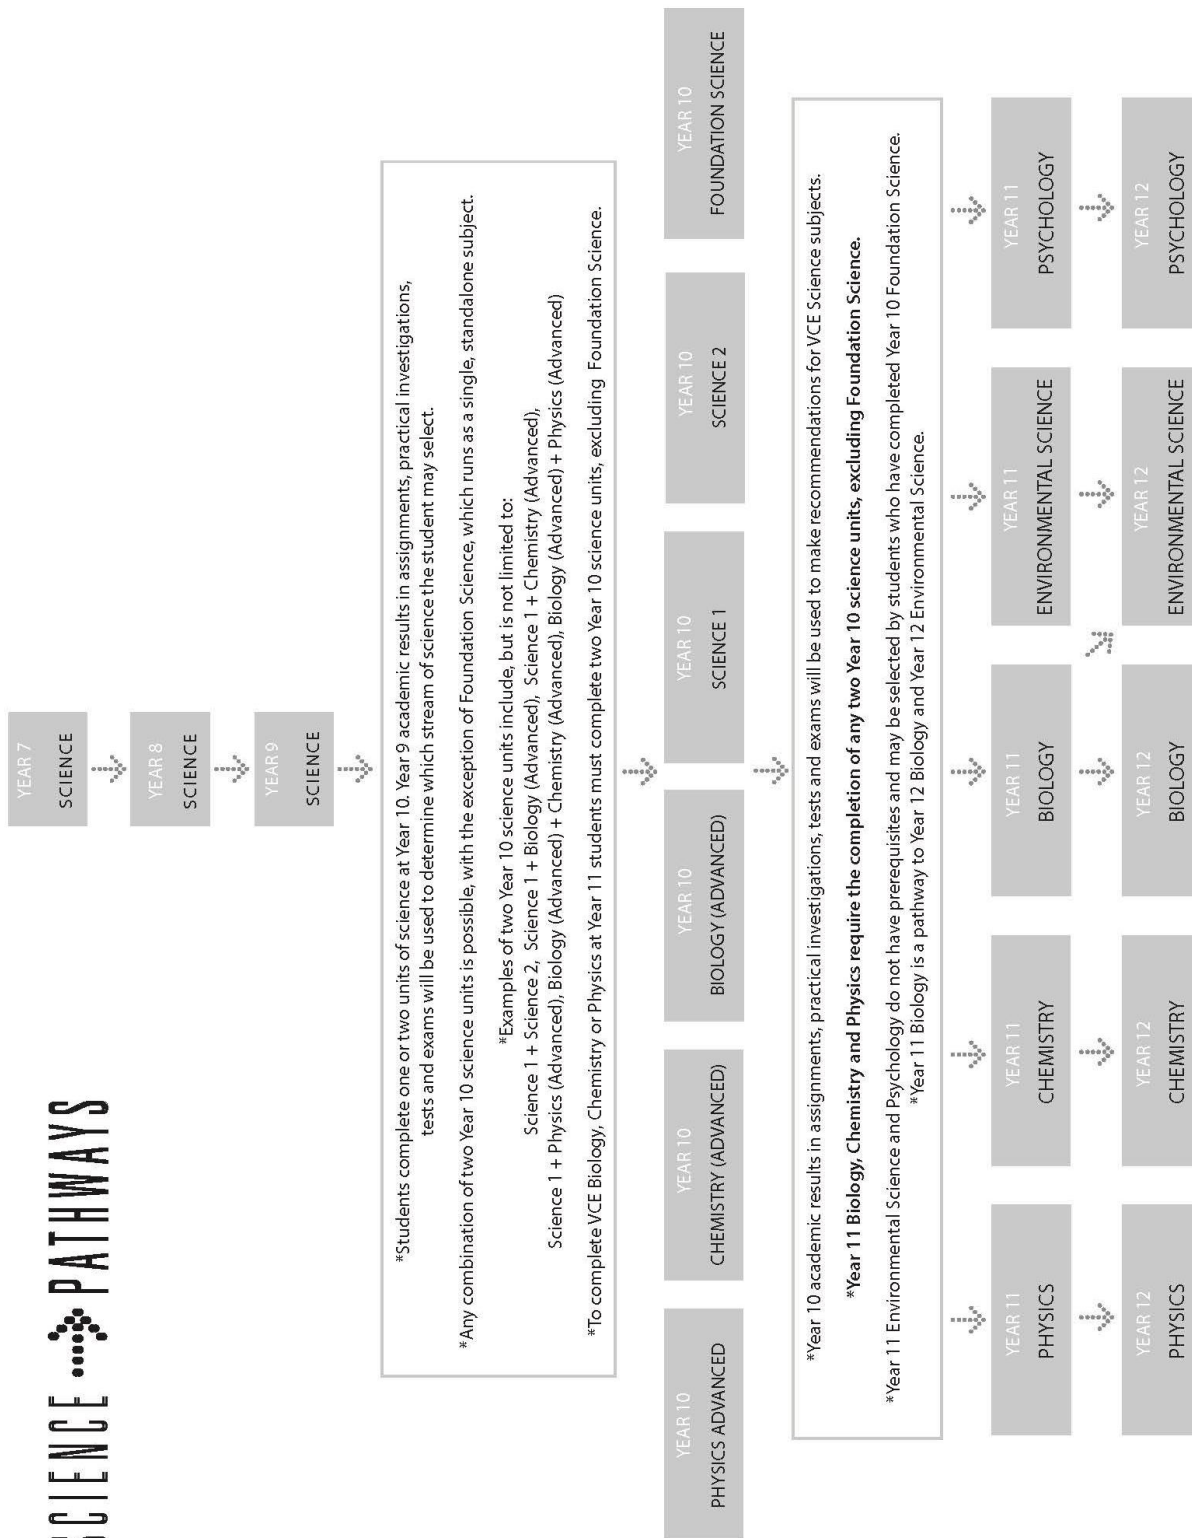 SCIENCE PATHWAYS
YEAR 7
SCIENCE
YEAR 8
SCIENCE
YEAR 9
SCIENCE
*Students complete one or two units of science at Year 10. Year 9 academic results in assignments, practical investigations,
tests and exams will be used to determine which stream of science the student may select.
*Any combination of two Year 10 science units is possible, with the exception of Foundation Science, which runs as a single, standalone subject.
*Examples of two Year 10 science units include, but is not limited to:
Science 1 + Science 2, Science 1 + Biology (Advanced), Science 1 + Chemistry (Advanced),
Science 1 + Physics (Advanced), Biology (Advanced) + Chemistry (Advanced), Biology (Advanced) + Physics (Advanced)
*To complete VCE Biology, Chemistry or Physics at Year 11 students must complete two Year 10 science units, excluding Foundation Science.
YEAR 10
PHYSICS ADVANCED
YEAR 10
CHEMISTRY (ADVANCED)
YEAR 10
BIOLOGY (ADVANCED)
YEAR 10
SCIENCE 1
YEAR 10
SCIENCE 2
YEAR 10
FOUNDATION SCIENCE
*Year 10 academic results in assignments, practical investigations, tests and exams will be used to make recommendations for VCE Science subjects.
*Year 11 Biology, Chemistry and Physics require the completion of any two Year 10 science units, excluding Foundation Science.
*Year 11 Environmental Science and Psychology do not have prerequisites and may be selected by students who have completed Year 10 Foundation Science.
*Year 11 Biology is a pathway to Year 12 Biology and Year 12 Environmental Science.
YEAR 11
PHYSICS
YEAR 11
CHEMISTRY
YEAR 11
BIOLOGY
YEAR 11
ENVIRONMENTAL SCIENCE
YEAR 11
PSYCHOLOGY
YEAR 12
PHYSICS
YEAR 12
CHEMISTRY
YEAR 12
BIOLOGY
YEAR 12
ENVIRONMENTAL SCIENCE
YEAR 12
PSYCHOLOGY